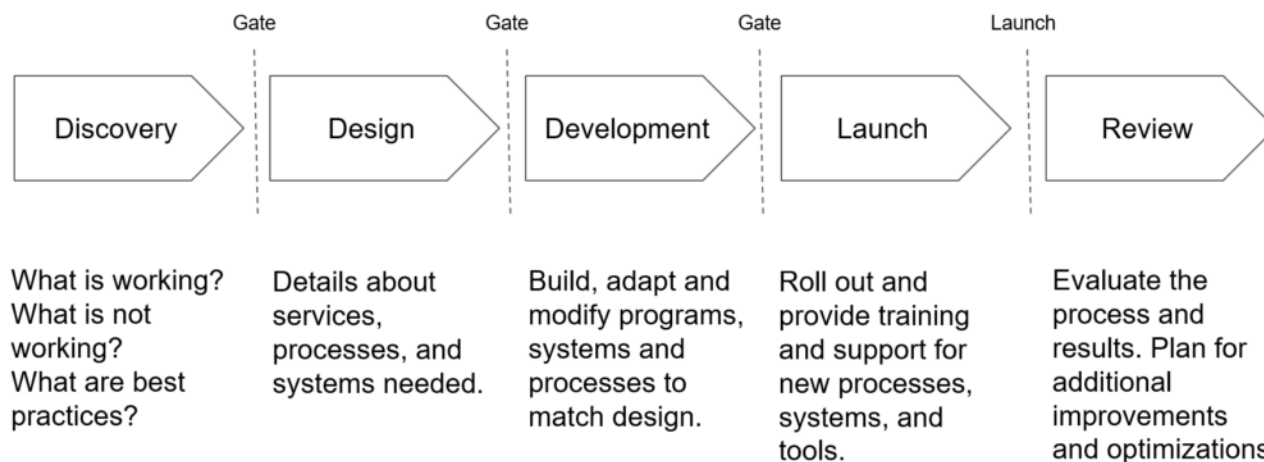 Gate
Gate
Gate
Launch
Discovery
Design
Development
Launch
Review
What is working?
What is not
working?
What are best
practices?
Details about
services,
processes, and
systems needed.
Build, adapt and
modify programs,
systems and
processes to
match design.
Roll out and
provide training
and support for
new processes,
systems, and
tools.
Evaluate the
process and
results. Plan for
additional
improvements
and optimizations